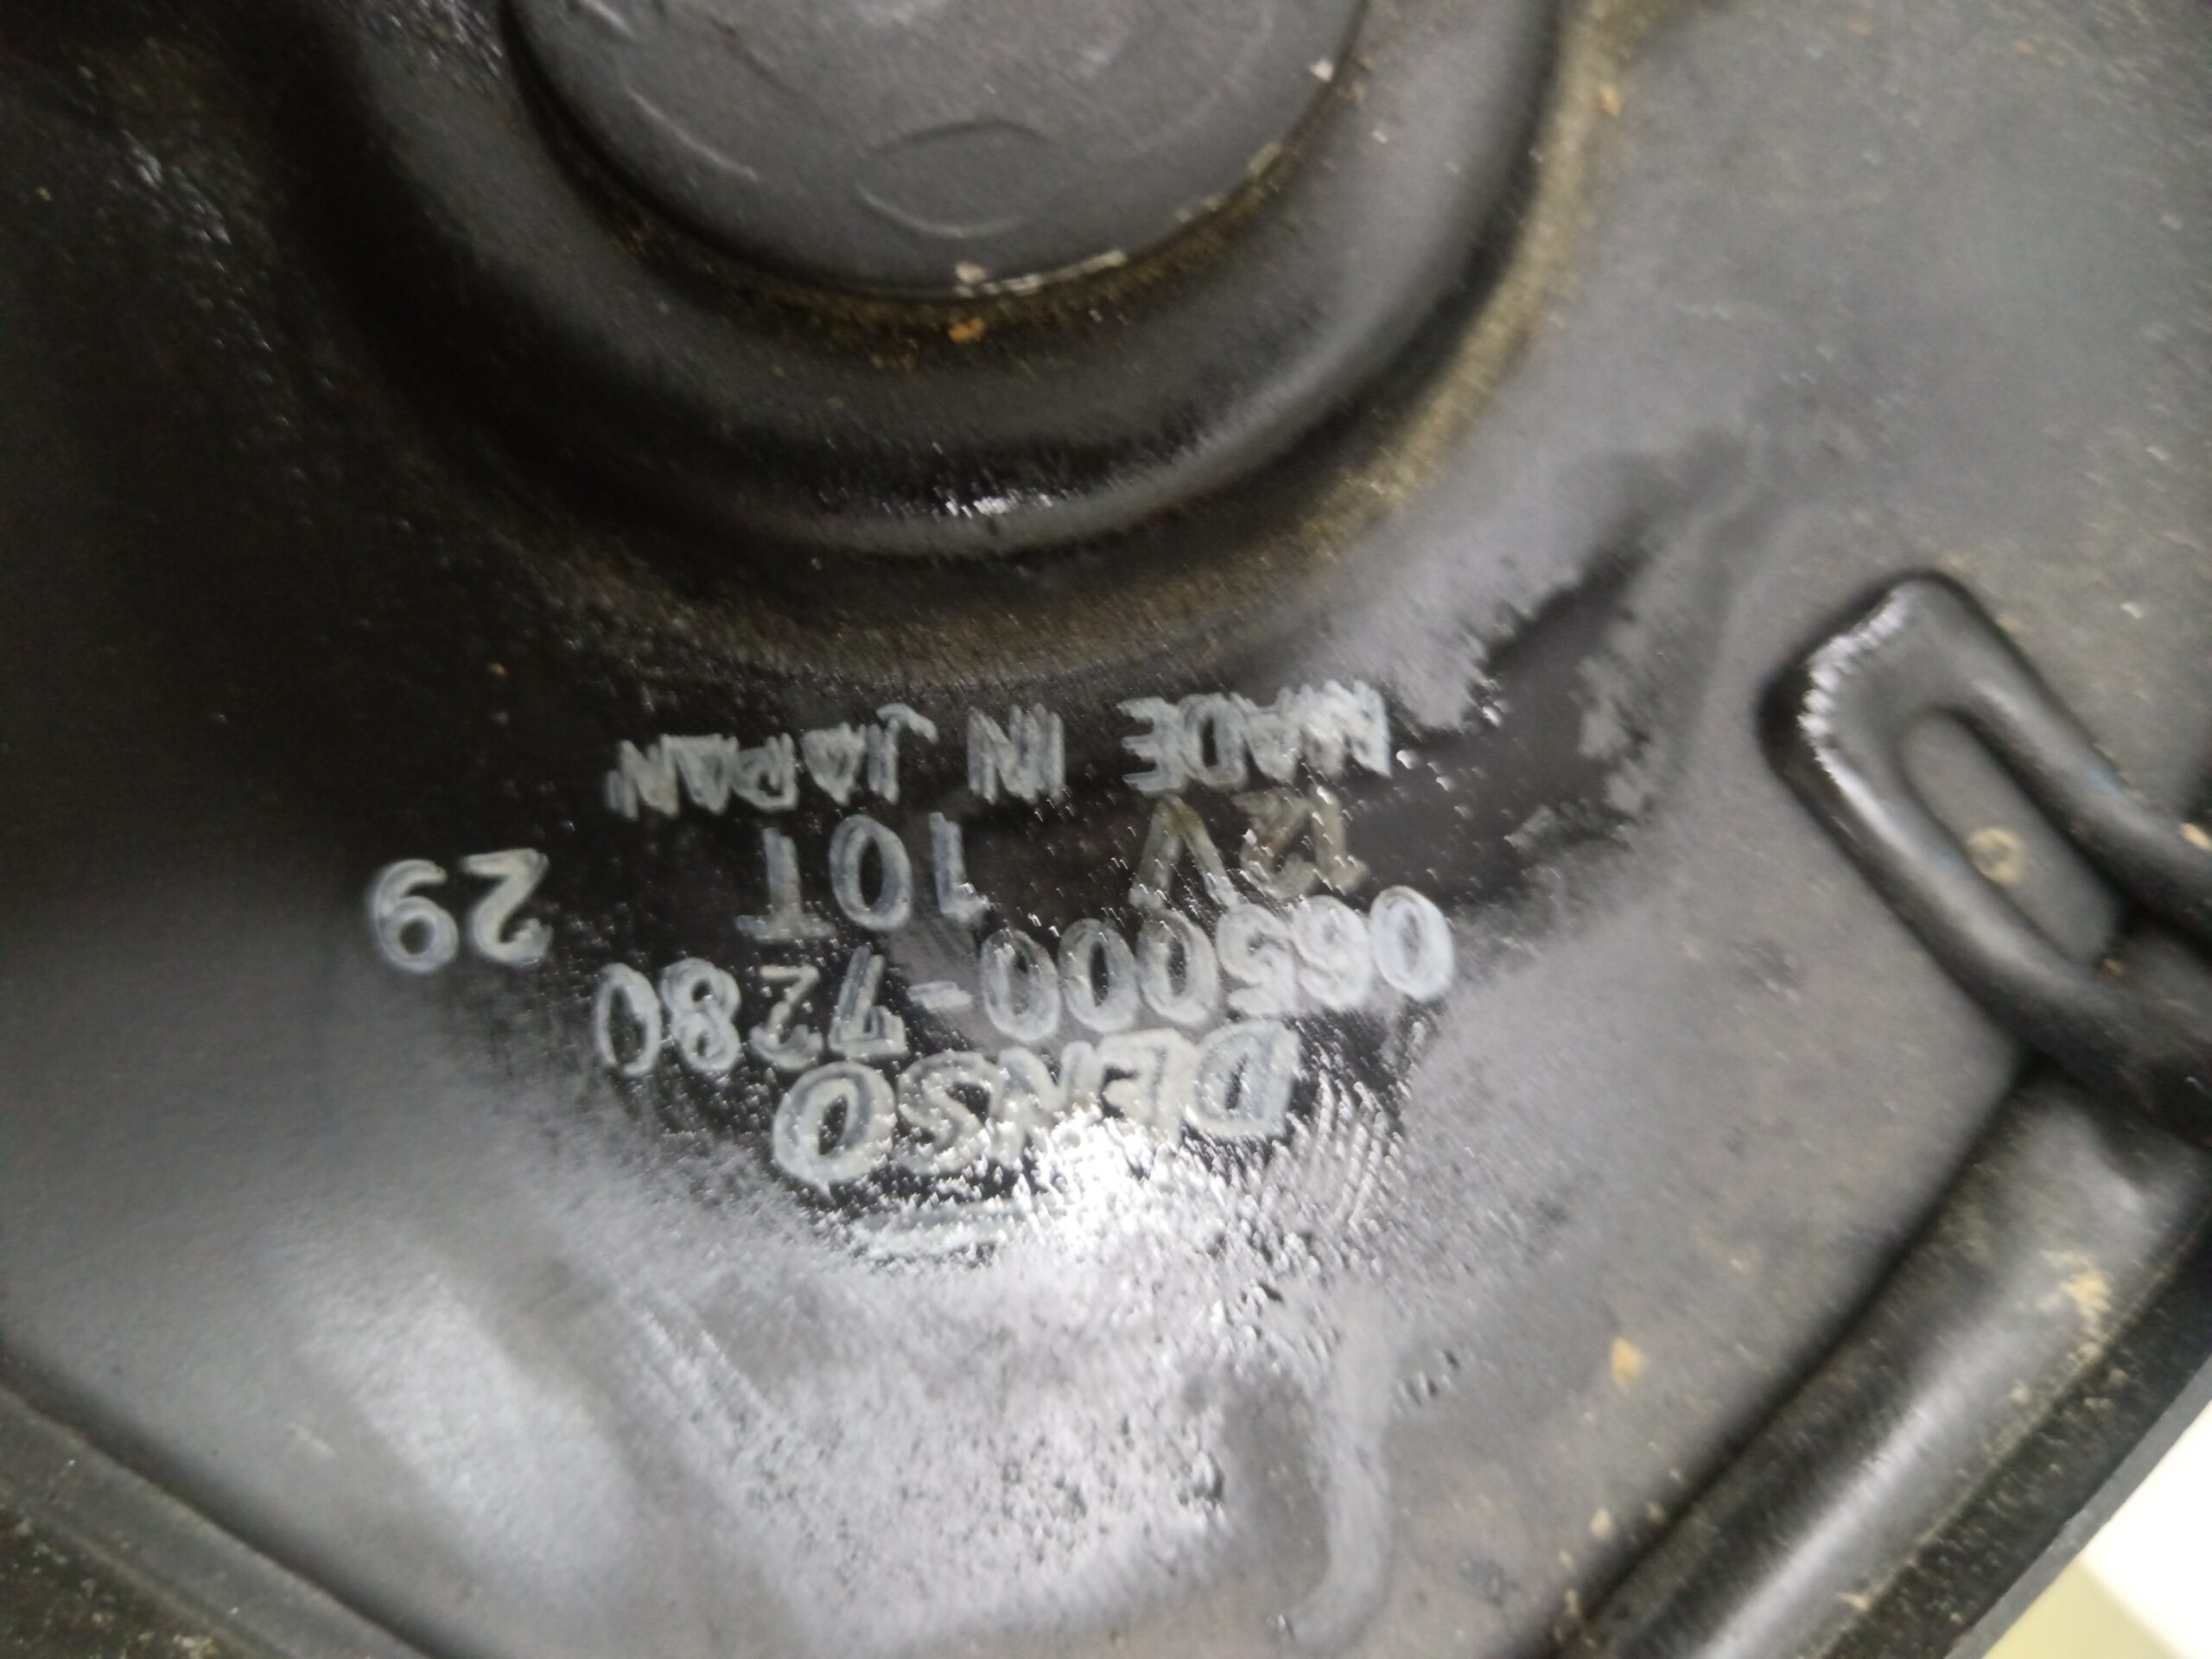 DENSO
065000-7280
12V 10T 29
MADE IN JAPAN